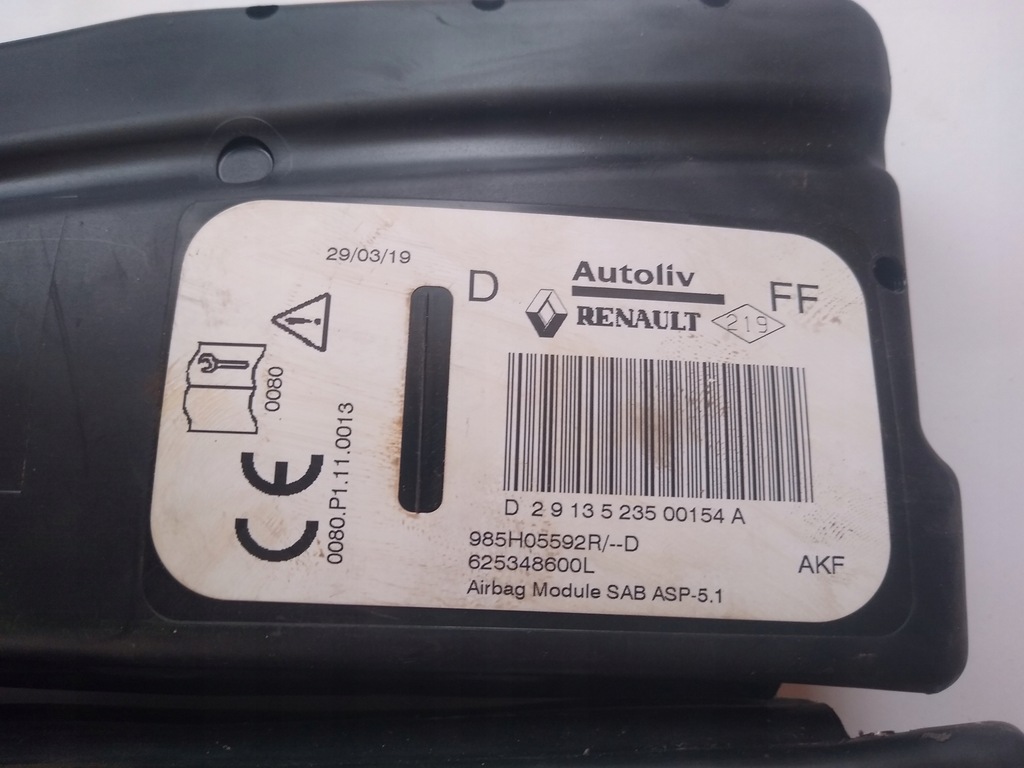 29/03/19
D
Autoliv
RENAULT
219
FF
0080
0080.P1.11.0013
CE
D 2 9 13 5 235 00154 A
985H05592R/--D
625348600L
AKF
Airbag Module SAB ASP-5.1